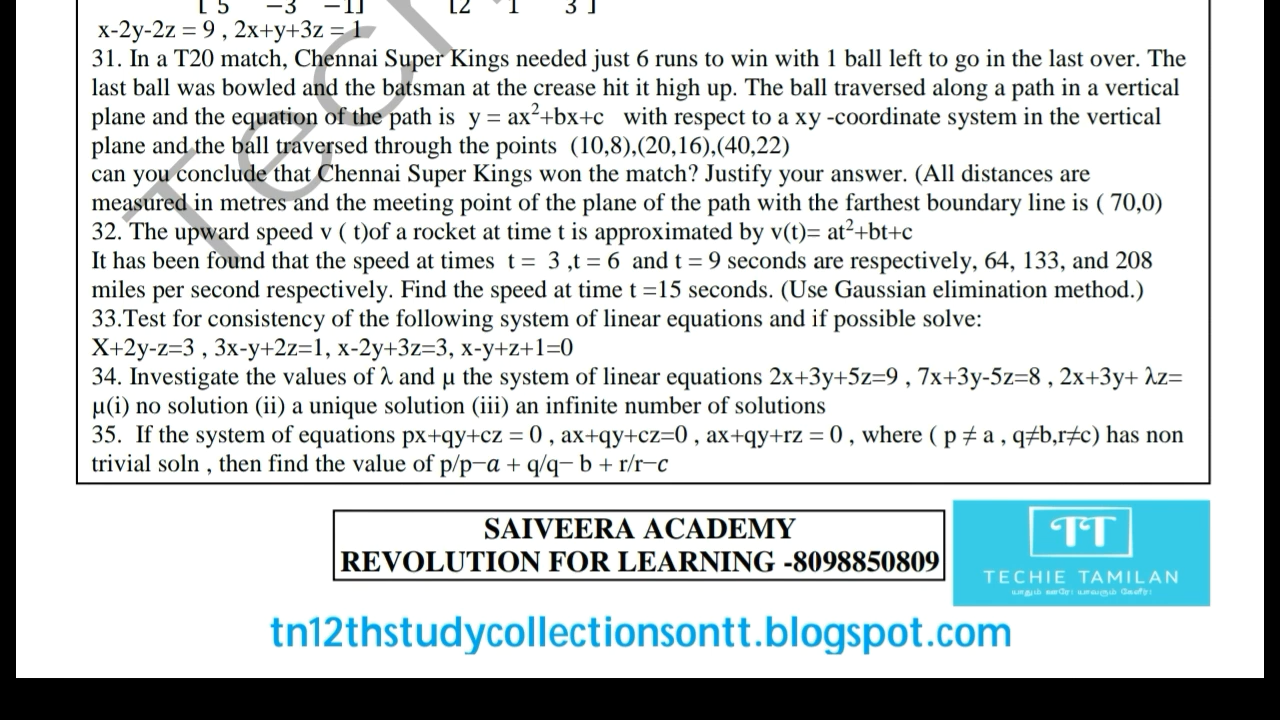 [ 5 −3 −1] [2 1 3 ]
x-2y-2z = 9 , 2x+y+3z = 1
31. In a T20 match, Chennai Super Kings needed just 6 runs to win with 1 ball left to go in the last over. The
last ball was bowled and the batsman at the crease hit it high up. The ball traversed along a path in a vertical
plane and the equation of the path is y = ax²+bx+c with respect to a xy -coordinate system in the vertical
plane and the ball traversed through the points (10,8),(20,16),(40,22)
can you conclude that Chennai Super Kings won the match? Justify your answer. (All distances are
measured in metres and the meeting point of the plane of the path with the farthest boundary line is ( 70,0)
32. The upward speed v ( t)of a rocket at time t is approximated by v(t)= at²+bt+c
It has been found that the speed at times t = 3 ,t = 6 and t = 9 seconds are respectively, 64, 133, and 208
miles per second respectively. Find the speed at time t =15 seconds. (Use Gaussian elimination method.)
33.Test for consistency of the following system of linear equations and if possible solve:
X+2y-z=3 , 3x-y+2z=1, x-2y+3z=3, x-y+z+1=0
34. Investigate the values of λ and μ the system of linear equations 2x+3y+5z=9 , 7x+3y-5z=8 , 2x+3y+ λz=
μ(i) no solution (ii) a unique solution (iii) an infinite number of solutions
35. If the system of equations px+qy+cz = 0 , ax+qy+cz=0 , ax+qy+rz = 0 , where ( p ≠ a , q≠b,r≠c) has non
trivial soln , then find the value of p/p−a + q/q− b + r/r−c
Tech
SAIVEERA ACADEMY
REVOLUTION FOR LEARNING -8098850809
TT
TECHIE TAMILAN
யாதும் ஊரே! யாவரும் கேளிர்!
tn12thstudycollectionsontt.blogspot.com